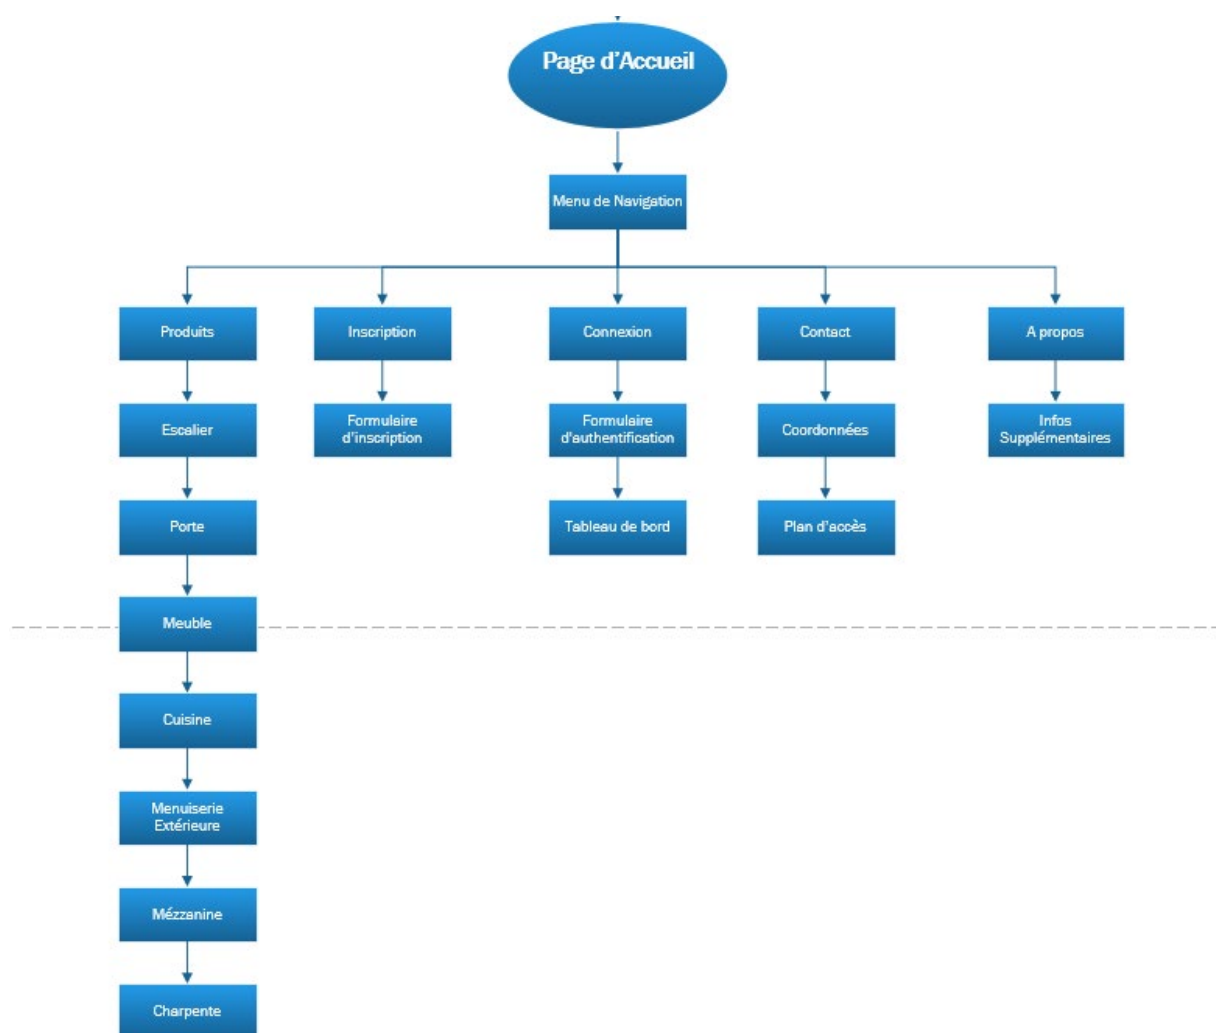 Page d'Accueil
Menu de Navigation
Produits
Inscription
Connexion
Contact
A propos
Escalier
Formulaire
d'inscription
Formulaire
d'authentification
Coordonnées
Infos
Supplémentaires
Porte
Tableau de bord
Plan d'accès
Meuble
Cuisine
Menuiserie
Extérieure
Mézzanine
Charpente